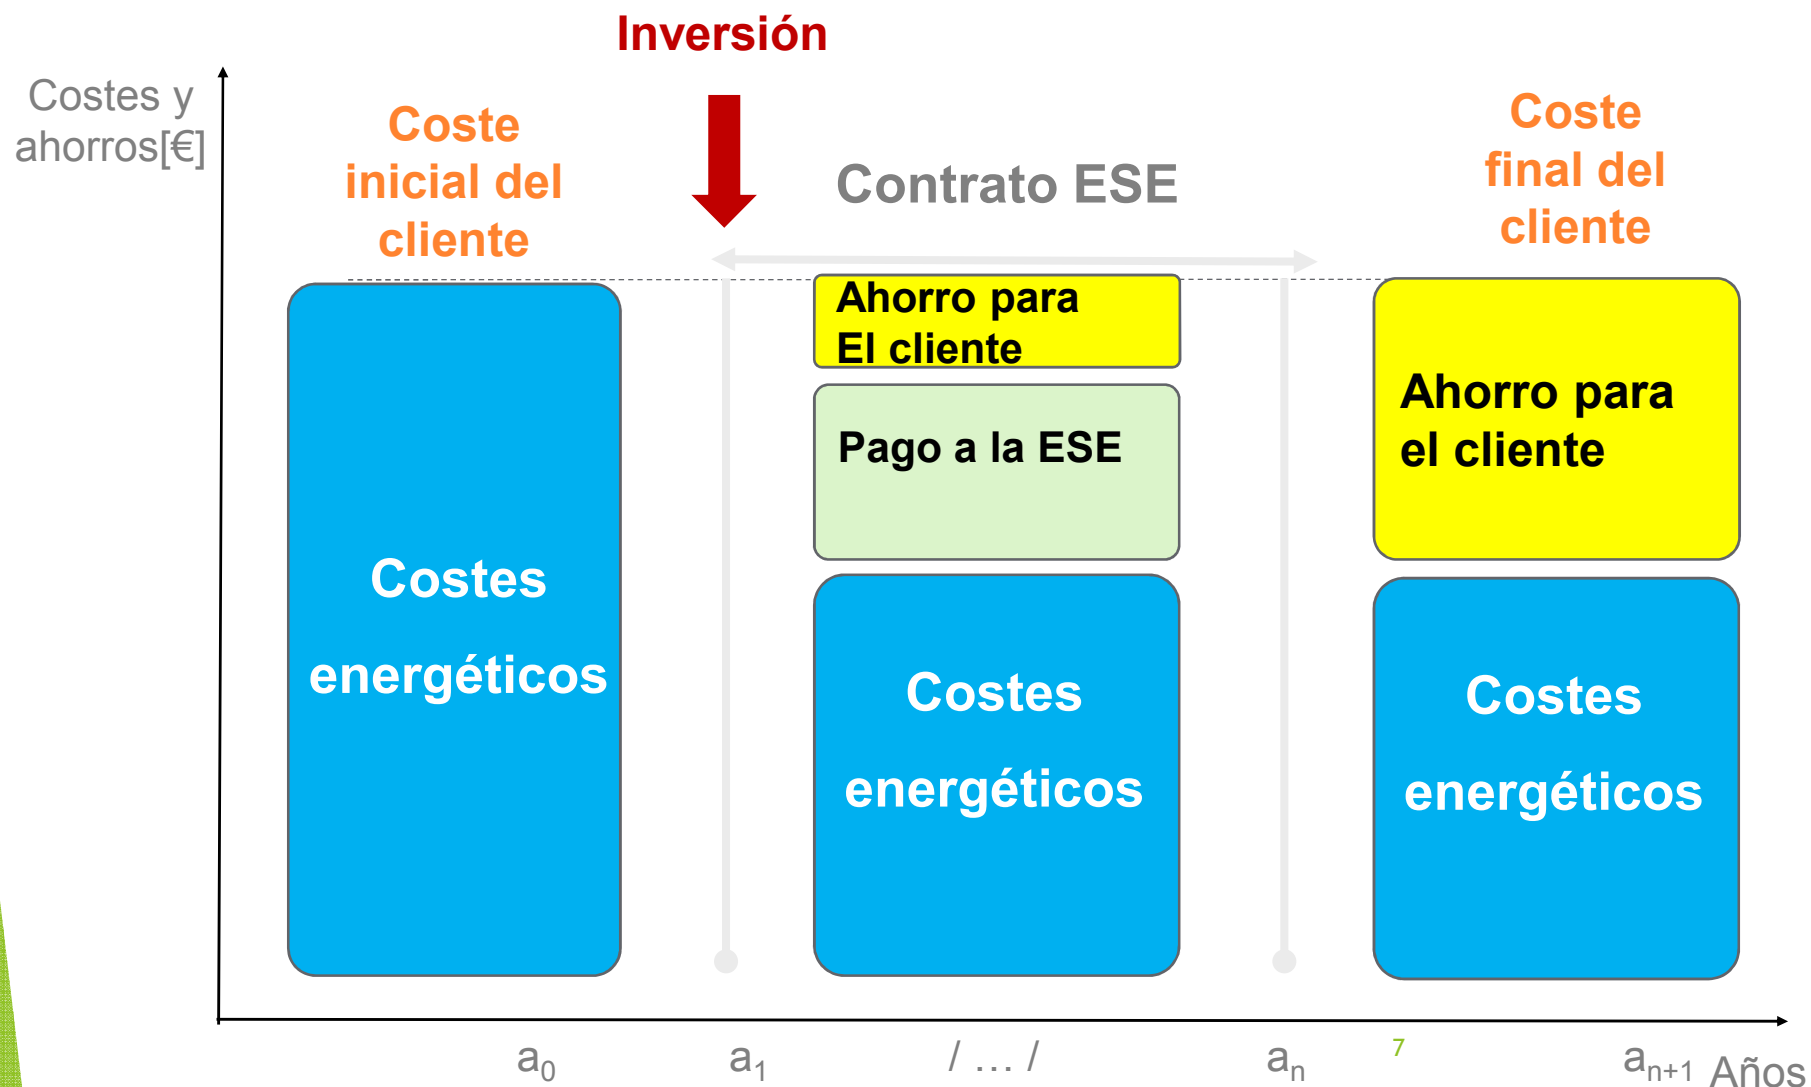 Inversión
Costes y
ahorros[€]
Coste
inicial del
cliente
Contrato ESE
Coste
final del
cliente
Costes
energéticos
Ahorro para
El cliente
Pago a la ESE
Costes
energéticos
Ahorro para
el cliente
Costes
energéticos
a0
a1
/ ... /
an
7
an+1
Años